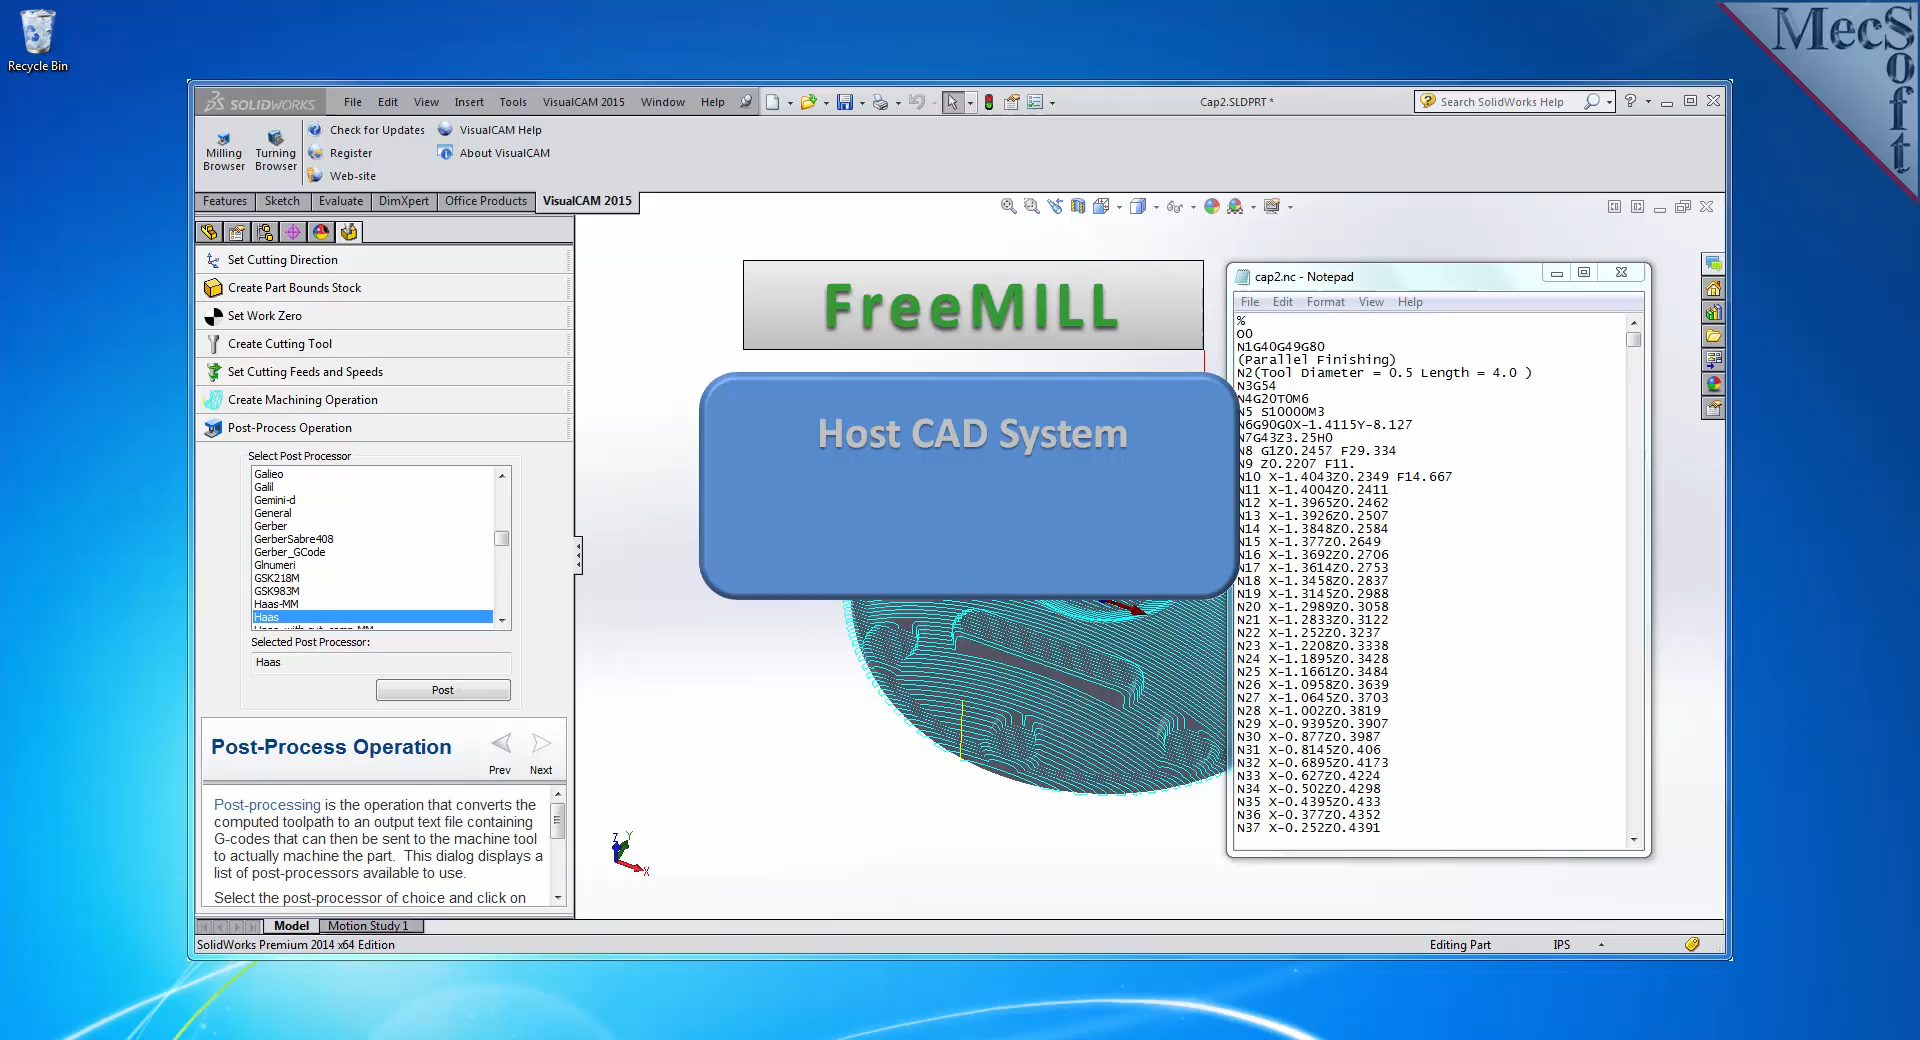 Recycle Bin
MecSoft
SOLIDWORKS
File Edit View Insert Tools VisualCAM 2015 Window Help
Cap2.SLDPRT *
Search SolidWorks Help
Milling Browser
Turning Browser
Check for Updates
VisualCAM Help
Register
About VisualCAM
Web-site
Features Sketch Evaluate DimXpert Office Products VisualCAM 2015
Set Cutting Direction
Create Part Bounds Stock
Set Work Zero
Create Cutting Tool
Set Cutting Feeds and Speeds
Create Machining Operation
Post-Process Operation
Select Post Processor
Galieo
Galil
Gemini-d
General
Gerber
GerberSabre408
Gerber_GCode
Glnumeri
GSK218M
GSK983M
Haas-MM
Haas
Selected Post Processor:
Haas
Post
Post-Process Operation
Prev Next
Post-processing is the operation that converts the
computed toolpath to an output text file containing
G-codes that can then be sent to the machine tool
to actually machine the part. This dialog displays a
list of post-processors available to use.
Select the post-processor of choice and click on
Model Motion Study 1
SolidWorks Premium 2014 x64 Edition
Editing Part
IPS
FreeMILL
Host CAD System
Z
Y
X
cap2.nc - Notepad
File Edit Format View Help
%
O0
N1G40G49G80
(Parallel Finishing)
N2(Tool Diameter = 0.5 Length = 4.0 )
N3G54
N4G20T0M6
N5 S10000M3
N6G90G0X-1.4115Y-8.127
N7G43Z3.25H0
N8 G1Z0.2457 F29.334
N9 Z0.2207 F11.
N10 X-1.4043Z0.2349 F14.667
N11 X-1.4004Z0.2411
N12 X-1.3965Z0.2462
N13 X-1.3926Z0.2507
N14 X-1.3848Z0.2584
N15 X-1.377Z0.2649
N16 X-1.3692Z0.2706
N17 X-1.3614Z0.2753
N18 X-1.3458Z0.2837
N19 X-1.3145Z0.2988
N20 X-1.2989Z0.3058
N21 X-1.2833Z0.3122
N22 X-1.252Z0.3237
N23 X-1.2208Z0.3338
N24 X-1.1895Z0.3428
N25 X-1.1661Z0.3484
N26 X-1.0958Z0.3639
N27 X-1.0645Z0.3703
N28 X-1.002Z0.3819
N29 X-0.9395Z0.3907
N30 X-0.877Z0.3987
N31 X-0.8145Z0.406
N32 X-0.6895Z0.4173
N33 X-0.627Z0.4224
N34 X-0.502Z0.4298
N35 X-0.4395Z0.433
N36 X-0.377Z0.4352
N37 X-0.252Z0.4391